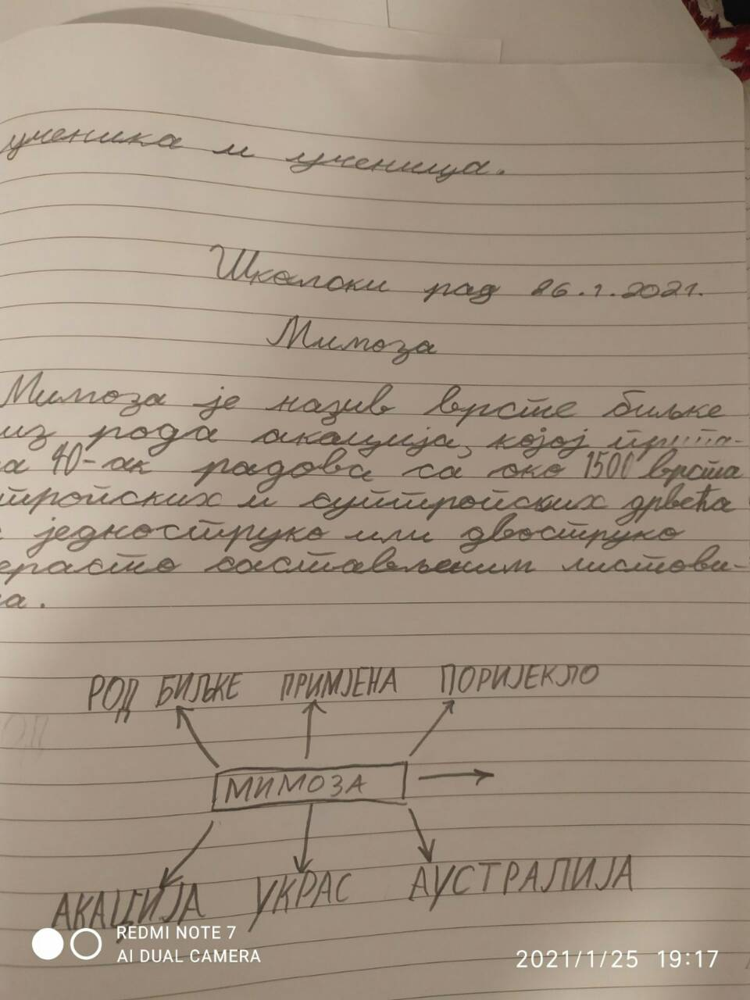 ученика и ученица.
Школски рад 26.1.2021.
Мимоза
Мимоза је назив врсте биљке
из рода акација, којој припа-
а 40-ак радова са око 1500 врста
тропских и суптропских дрвећа
једноструко или двоструко
ерасто састављеним листови-
а.
РОД БИЉКЕ ПРИМЈЕНА ПОРИЈЕКЛО
МИМОЗА
АКАЦИЈА УКРАС АУСТРАЛИЈА
REDMI NOTE 7
AI DUAL CAMERA
2021/1/25 19:17